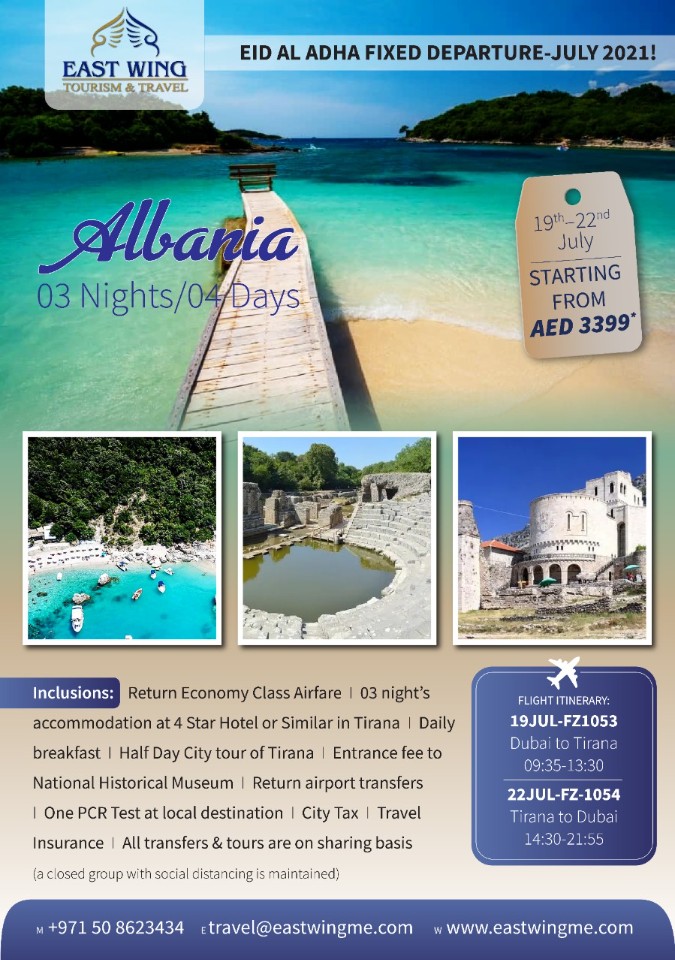 EAST WING
TOURISM & TRAVEL
EID AL ADHA FIXED DEPARTURE-JULY 2021!
Albania
03 Nights/04 Days
19th–22nd
July
STARTING
FROM
AED 3399*
Inclusions: Return Economy Class Airfare | 03 night's
accommodation at 4 Star Hotel or Similar in Tirana | Daily
breakfast | Half Day City tour of Tirana | Entrance fee to
National Historical Museum | Return airport transfers
| One PCR Test at local destination | City Tax | Travel
Insurance | All transfers & tours are on sharing basis
(a closed group with social distancing is maintained)
FLIGHT ITINERARY:
19JUL-FZ1053
Dubai to Tirana
09:35-13:30
22JUL-FZ-1054
Tirana to Dubai
14:30-21:55
M +971 50 8623434 E travel@eastwingme.com W www.eastwingme.com